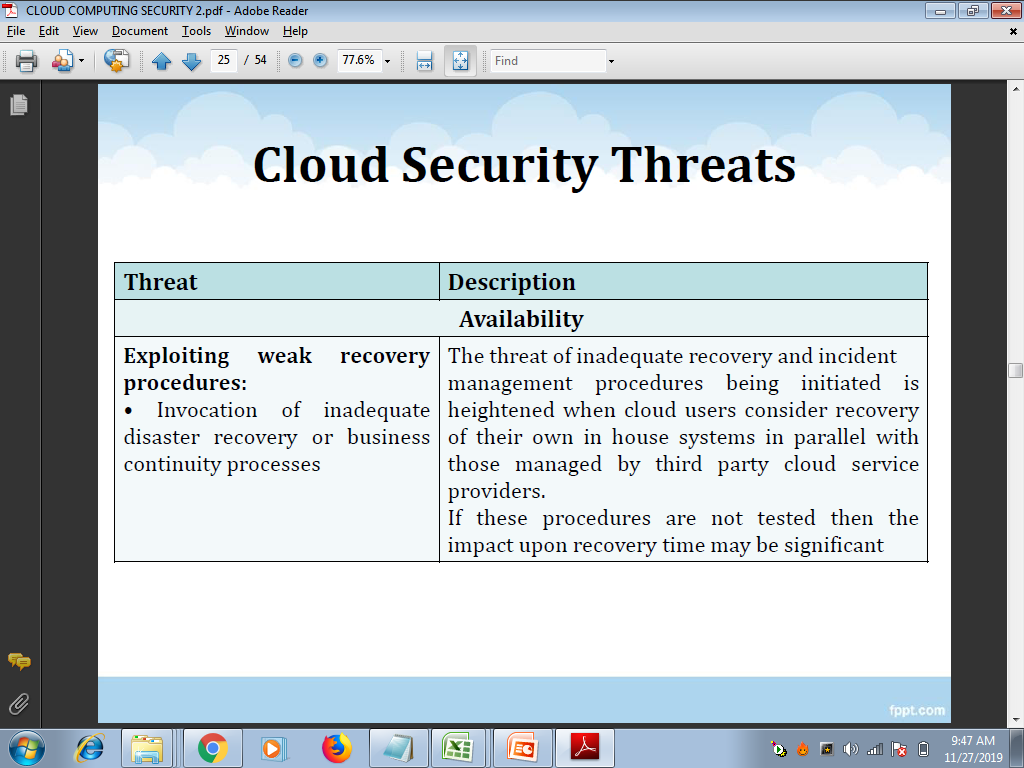 CLOUD COMPUTING SECURITY 2.pdf - Adobe Reader
File Edit View Document Tools Window Help
25 / 54 77.6% Find
Cloud Security Threats
Threat Description
Availability
Exploiting weak recovery
procedures:
• Invocation of inadequate
disaster recovery or business
continuity processes
The threat of inadequate recovery and incident
management procedures being initiated is
heightened when cloud users consider recovery
of their own in house systems in parallel with
those managed by third party cloud service
providers.
If these procedures are not tested then the
impact upon recovery time may be significant
fppt.com
9:47 AM
11/27/2019